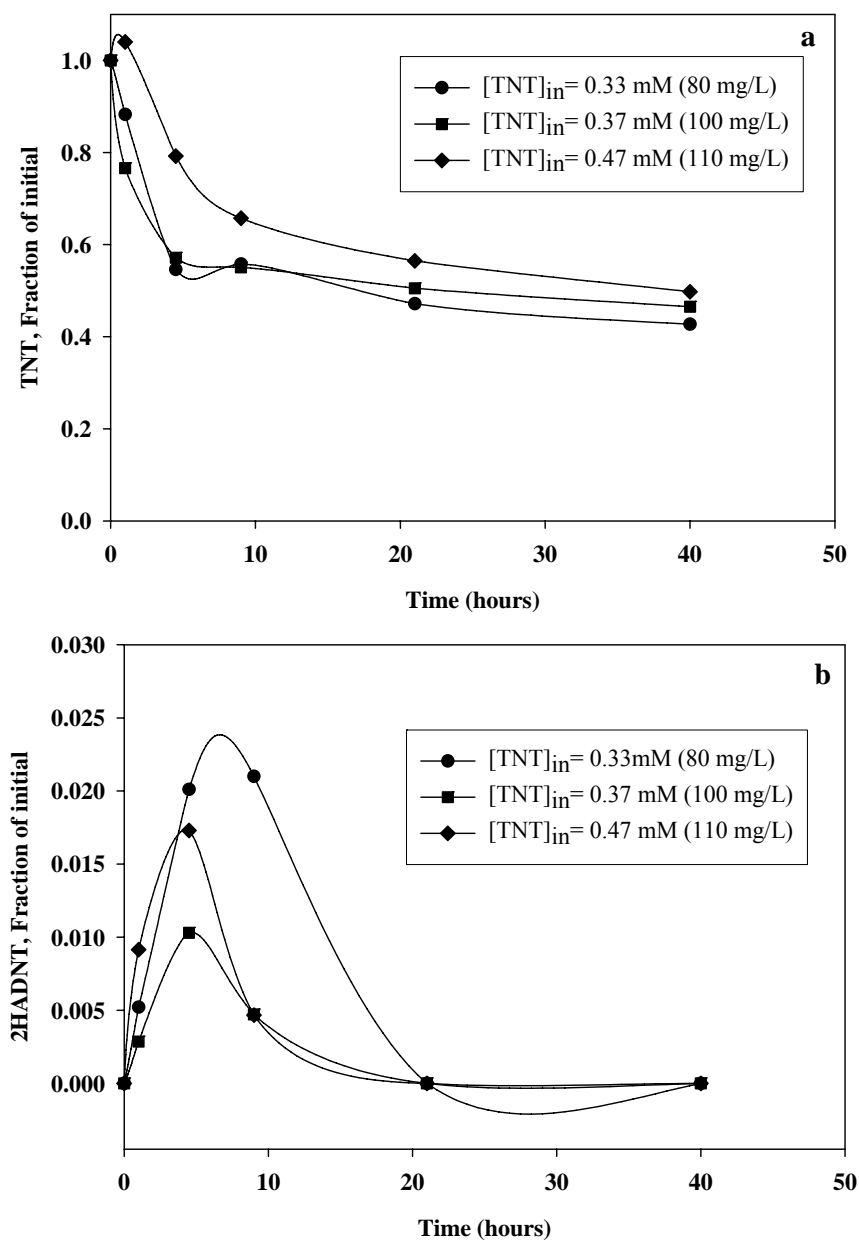 a
1.0
0.8
0.6
0.4
0.2
0.0
TNT, Fraction of initial
[TNT]in= 0.33 mM (80 mg/L)
[TNT]in= 0.37 mM (100 mg/L)
[TNT]in= 0.47 mM (110 mg/L)
0 10 20 30 40 50
Time (hours)
b
0.030
0.025
0.020
0.015
0.010
0.005
0.000
2HADNT, Fraction of initial
[TNT]in= 0.33mM (80 mg/L)
[TNT]in= 0.37 mM (100 mg/L)
[TNT]in= 0.47 mM (110 mg/L)
0 10 20 30 40 50
Time (hours)